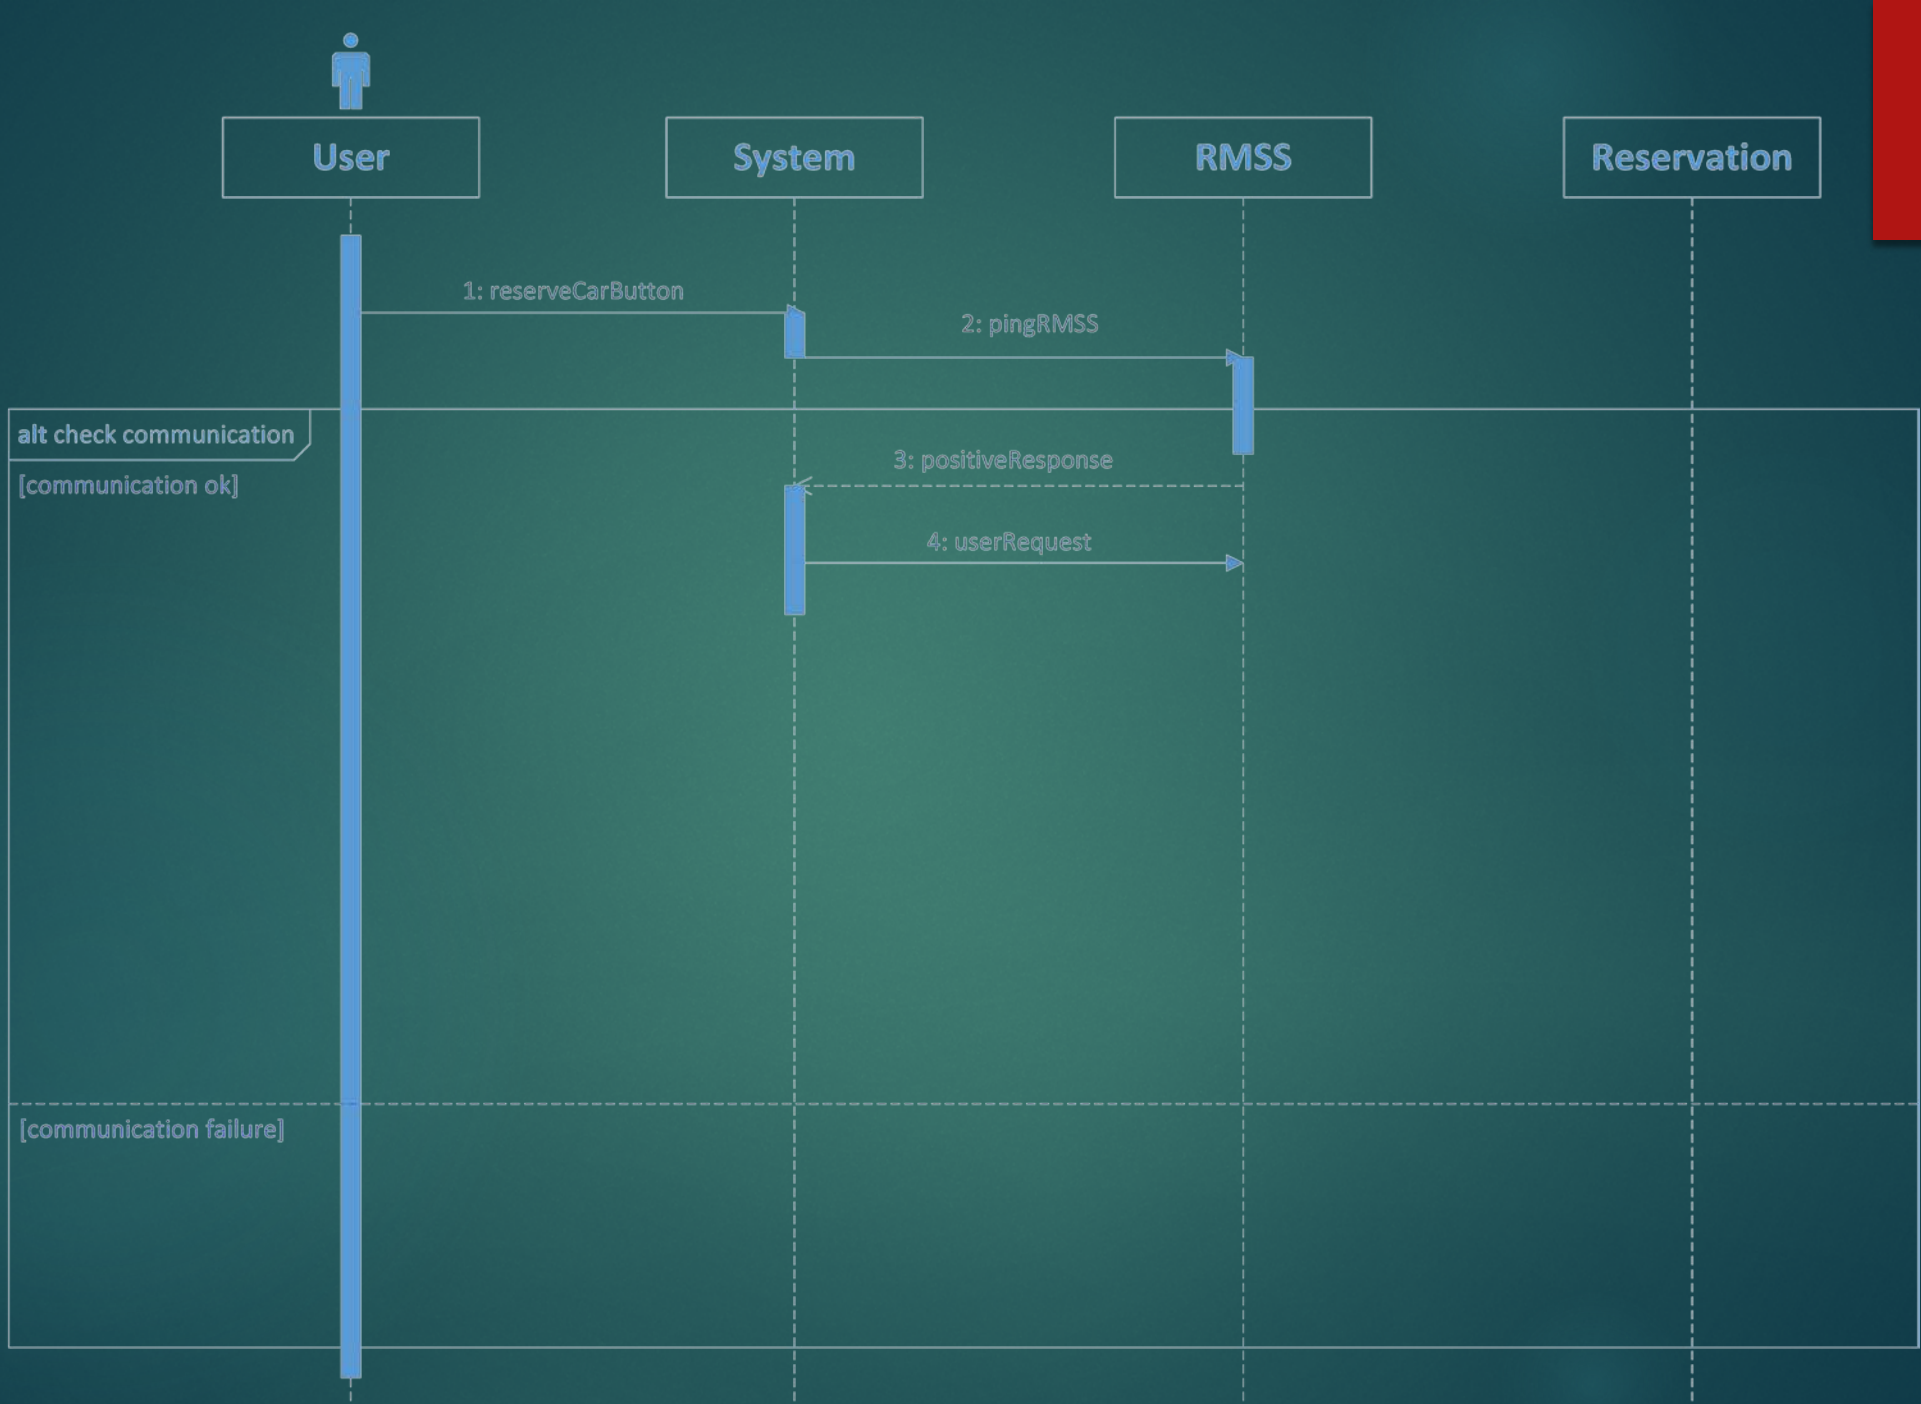 User
System
RMSS
Reservation
1: reserveCarButton
2: pingRMSS
alt check communication
[communication ok]
3: positiveResponse
4: userRequest
[communication failure]